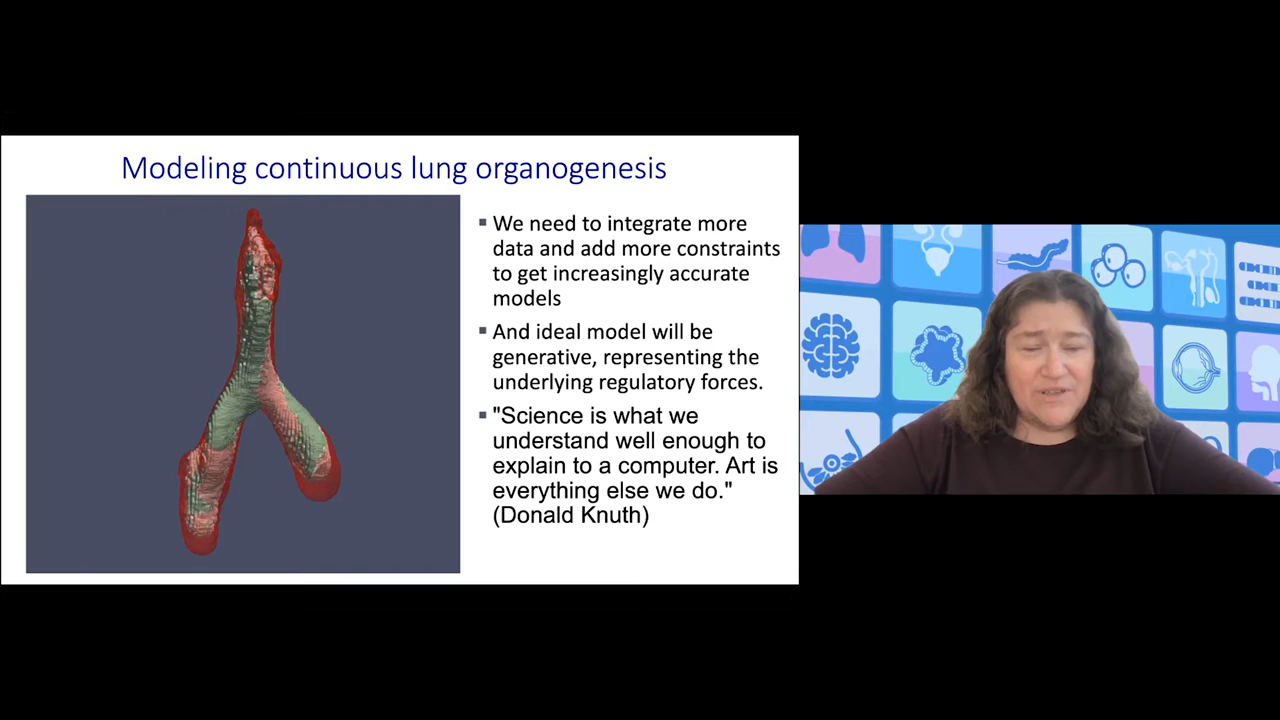 Modeling continuous lung organogenesis
▪ We need to integrate more
data and add more constraints
to get increasingly accurate
models
▪ And ideal model will be
generative, representing the
underlying regulatory forces.
▪ "Science is what we
understand well enough to
explain to a computer. Art is
everything else we do."
(Donald Knuth)